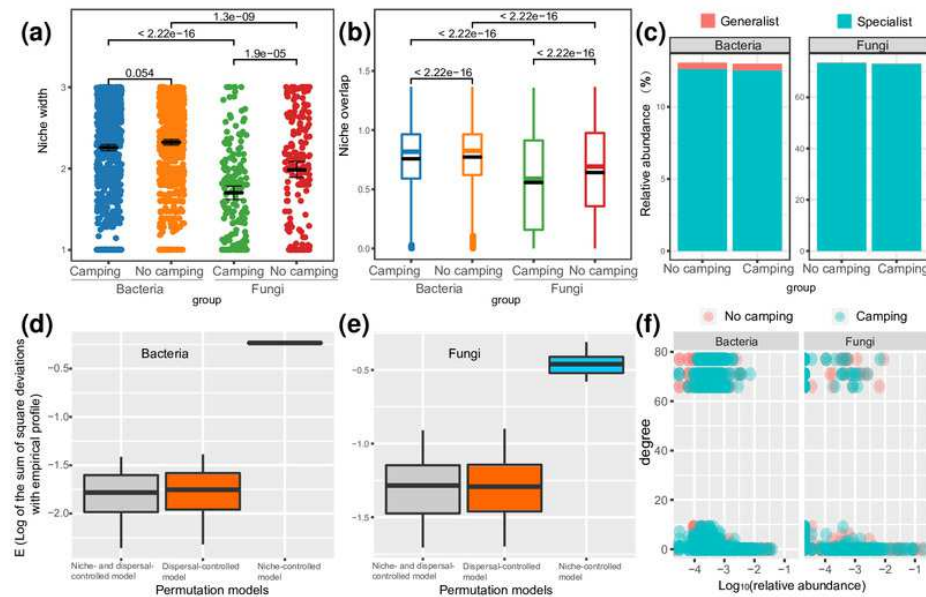 (a)
1.3e-09
< 2.22e-16
1.9e-05
0.054
Niche width
3
2
1
Camping
No camping
Camping
No camping
Bacteria
Fungi
group
(b)
< 2.22e-16
< 2.22e-16
< 2.22e-16
< 2.22e-16
Niche overlap
1.5
1.0
0.5
0.0
Camping
No camping
Camping
No camping
Bacteria
Fungi
group
(c)
Generalist
Specialist
Bacteria
Fungi
Relative abundance (%)
10
5
0
60
40
20
0
No camping
Camping
No camping
Camping
group
(d)
Bacteria
E (Log of the sum of square deviations
with empirical profile)
−0.5
−1.0
−1.5
−2.0
Niche- and dispersal-
controlled model
Dispersal-controlled
model
Niche-controlled
model
Permutation models
(e)
Fungi
−0.5
−1.0
−1.5
Niche- and dispersal-
controlled model
Dispersal-controlled
model
Niche-controlled
model
Permutation models
(f)
No camping
Camping
Bacteria
Fungi
degree
80
60
40
20
0
−4
−3
−2
−1
−4
−3
−2
−1
Log₁₀(relative abundance)